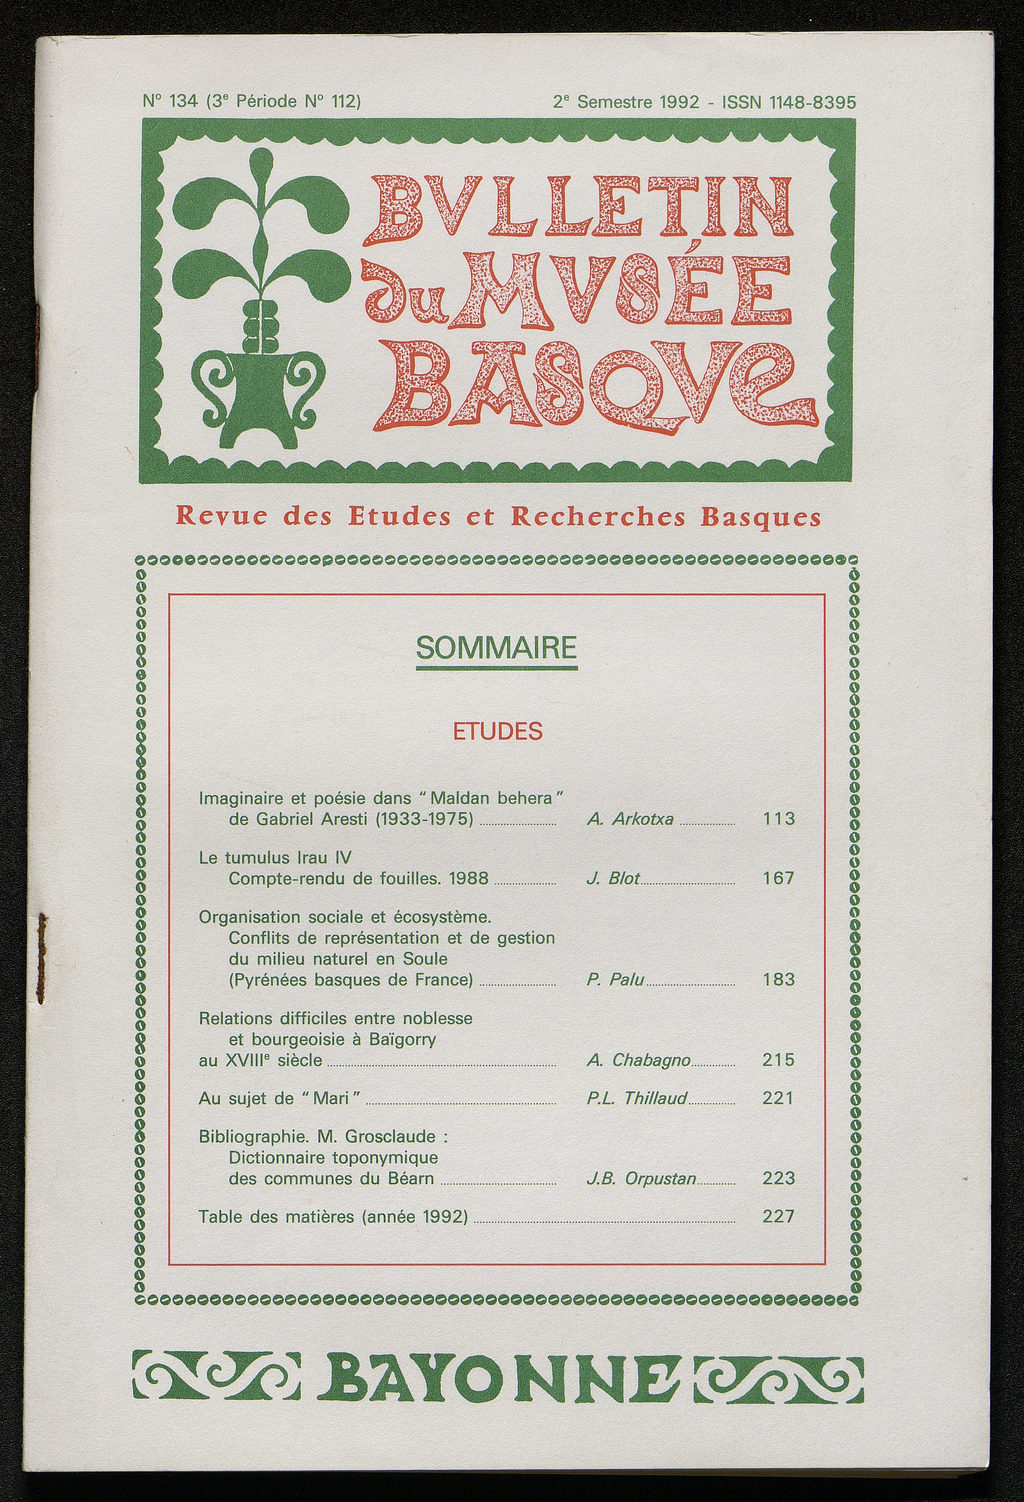 N° 134 (3e Période N° 112)
2e Semestre 1992 - ISSN 1148-8395
BVLLETIN
du MVSÉE
BASQVE
Revue des Etudes et Recherches Basques
SOMMAIRE
ETUDES
Imaginaire et poésie dans "Maldan behera"
de Gabriel Aresti (1933-1975) ........ A. Arkotxa ........ 113
Le tumulus Irau IV
Compte-rendu de fouilles. 1988 ........ J. Blot ........ 167
Organisation sociale et écosystème.
Conflits de représentation et de gestion
du milieu naturel en Soule
(Pyrénées basques de France) ........ P. Palu ........ 183
Relations difficiles entre noblesse
et bourgeoisie à Baïgorry
au XVIIIe siècle ........ A. Chabagno ........ 215
Au sujet de "Mari" ........ P.L. Thillaud ........ 221
Bibliographie. M. Grosclaude :
Dictionnaire toponymique
des communes du Béarn ........ J.B. Orpustan ........ 223
Table des matières (année 1992) ........ 227
BAYONNE